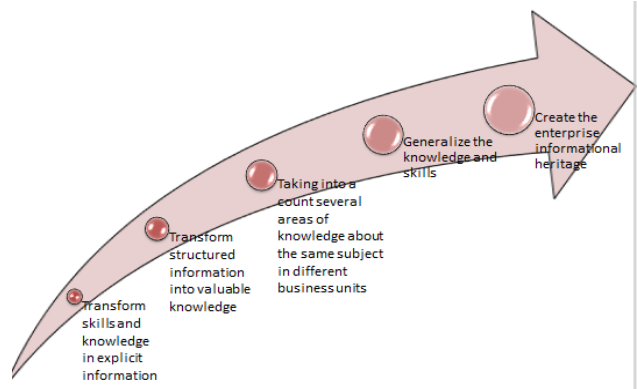 Transform
skills and
knowledge
in explicit
information
Transform
structured
information
into valuable
knowledge
Taking into a
count several
areas of
knowledge about
the same subject
in different
business units
Generalize the
knowledge and
skills
Create the
enterprise
informational
heritage